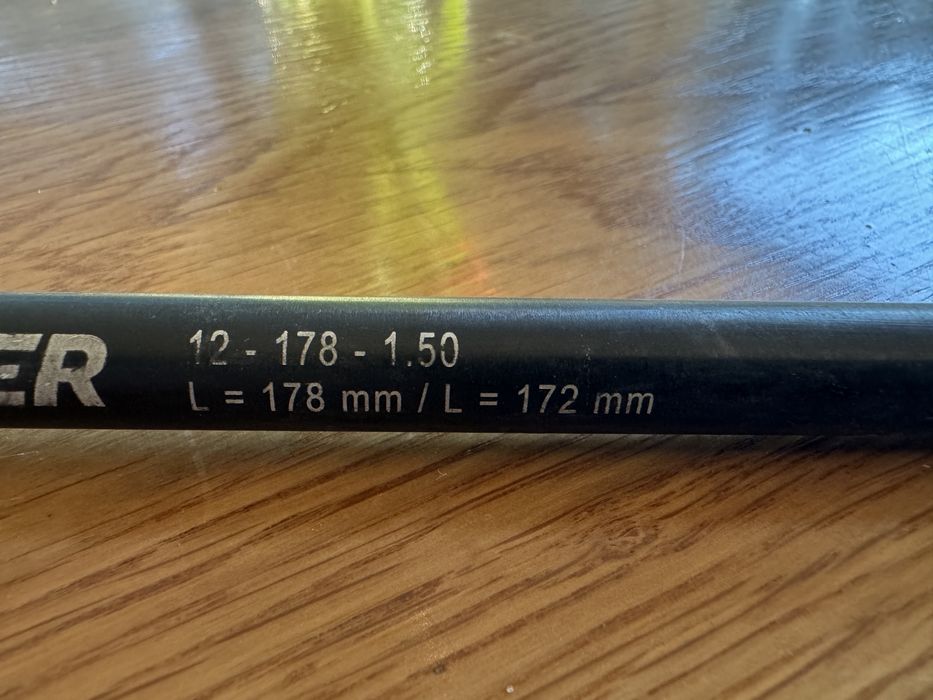 ER
12 - 178 - 1.50
L = 178 mm / L = 172 mm